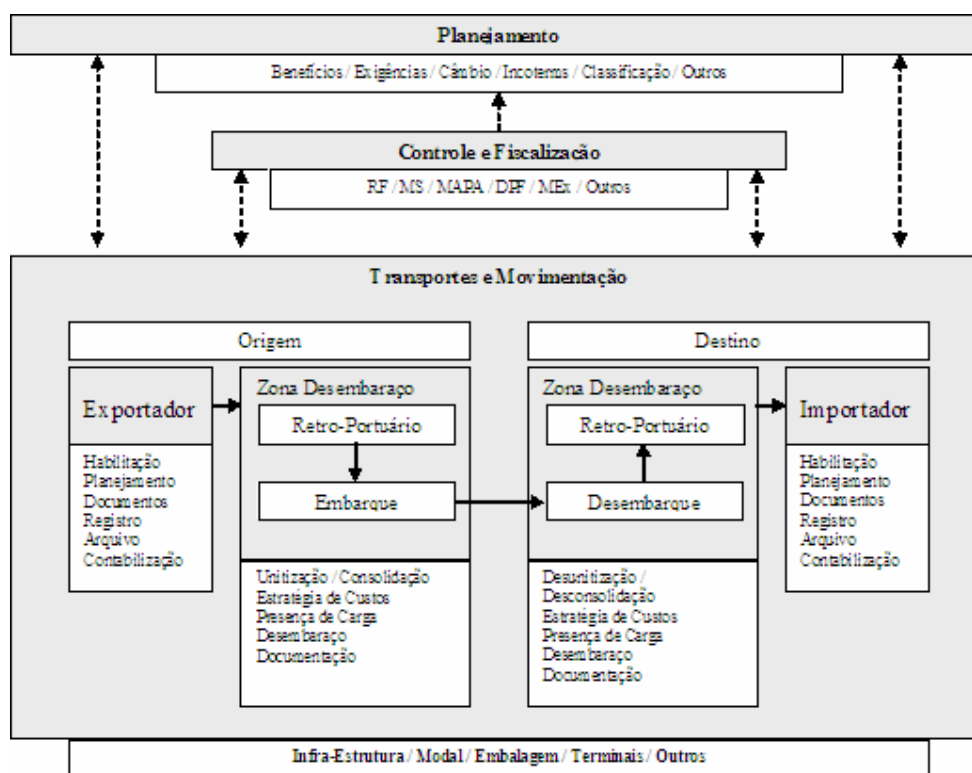 Planejamento
Benefícios / Exigências / Câmbio / Incoterms / Classificação / Outros
Controle e Fiscalização
RF / MS / MAPA / DPF / MEx / Outros
Transportes e Movimentação
Origem
Destino
Exportador
Habilitação
Planejamento
Documentos
Registro
Arquivo
Contabilização
Zona Desembaraço
Retro-Portuário
Embarque
Unitização / Consolidação
Estratégia de Custos
Presença de Carga
Desembaraço
Documentação
Zona Desembaraço
Retro-Portuário
Desembarque
Desunitização /
Desconsolidação
Estratégia de Custos
Presença de Carga
Desembaraço
Documentação
Importador
Habilitação
Planejamento
Documentos
Registro
Arquivo
Contabilização
Infra-Estrutura / Modal / Embalagem / Terminais / Outros